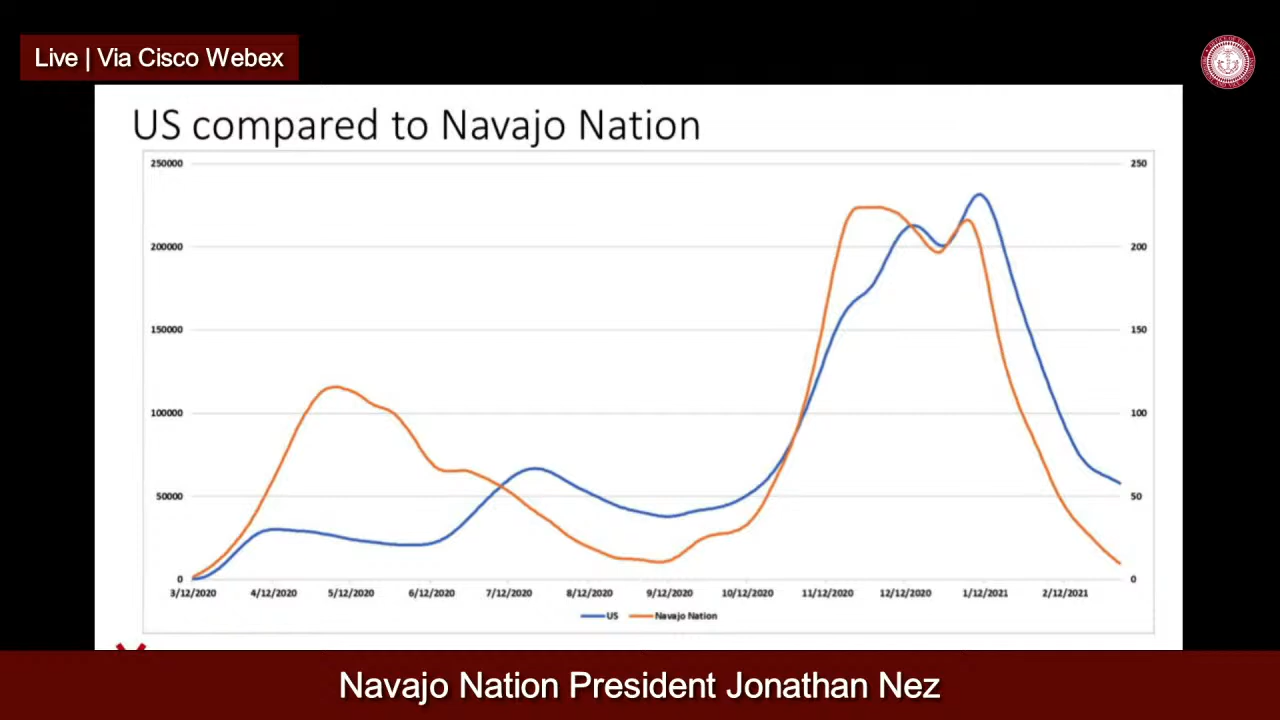 Live | Via Cisco Webex
US compared to Navajo Nation
250000 250
200000 200
150000 150
100000 100
50000 50
0 0
3/12/2020 4/12/2020 5/12/2020 6/12/2020 7/12/2020 8/12/2020 9/12/2020 10/12/2020 11/12/2020 12/12/2020 1/12/2021 2/12/2021
US Navajo Nation
Navajo Nation President Jonathan Nez